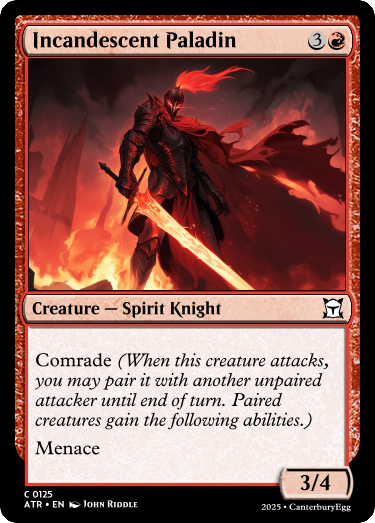 Incandescent Paladin 3
Creature — Spirit Knight
Comrade (When this creature attacks,
you may pair it with another unpaired
attacker until end of turn. Paired
creatures gain the following abilities.)
Menace
3/4
C 0125
ATR • EN John Riddle
2025 • CanterburyEgg